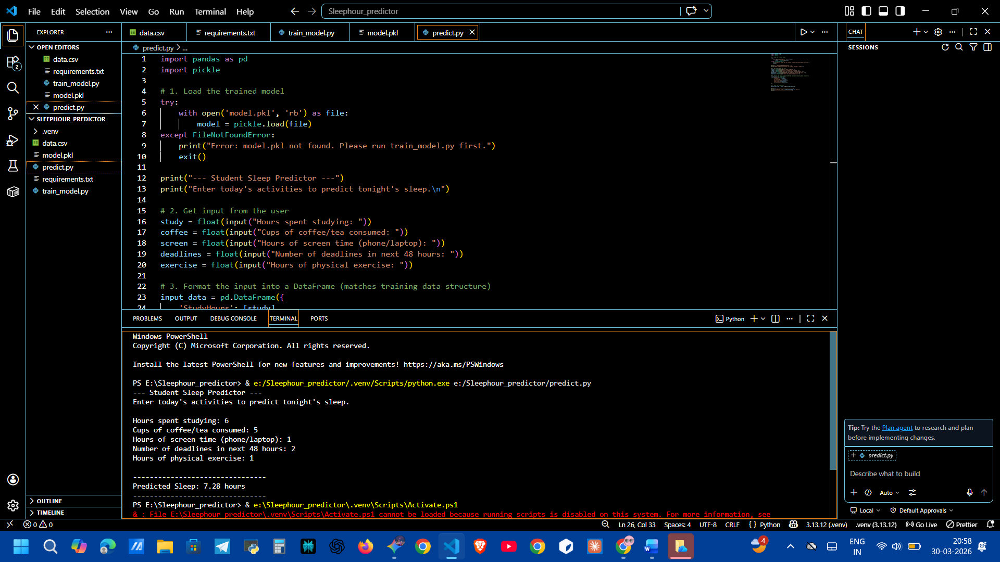 File Edit Selection View Go Run Terminal Help
Sleephour_predictor
EXPLORER
OPEN EDITORS
data.csv
requirements.txt
train_model.py
model.pkl
predict.py
SLEEPHOUR_PREDICTOR
.venv
data.csv
model.pkl
predict.py
requirements.txt
train_model.py
OUTLINE
TIMELINE
2
data.csv requirements.txt train_model.py model.pkl predict.py
predict.py > ...
1 import pandas as pd
2 import pickle
3
4 # 1. Load the trained model
5 try:
6 with open('model.pkl', 'rb') as file:
7 model = pickle.load(file)
8 except FileNotFoundError:
9 print("Error: model.pkl not found. Please run train_model.py first.")
10 exit()
11
12 print("--- Student Sleep Predictor ---")
13 print("Enter today's activities to predict tonight's sleep.\n")
14
15 # 2. Get input from the user
16 study = float(input("Hours spent studying: "))
17 coffee = float(input("Cups of coffee/tea consumed: "))
18 screen = float(input("Hours of screen time (phone/laptop): "))
19 deadlines = float(input("Number of deadlines in next 48 hours: "))
20 exercise = float(input("Hours of physical exercise: "))
21
22 # 3. Format the input into a DataFrame (matches training data structure)
23 input_data = pd.DataFrame({
24 'StudyHours': [study]
PROBLEMS OUTPUT DEBUG CONSOLE TERMINAL PORTS
Python
Windows PowerShell
Copyright (C) Microsoft Corporation. All rights reserved.
Install the latest PowerShell for new features and improvements! https://aka.ms/PSWindows
PS E:\Sleephour_predictor> & e:/Sleephour_predictor/.venv/Scripts/python.exe e:/Sleephour_predictor/predict.py
--- Student Sleep Predictor ---
Enter today's activities to predict tonight's sleep.
Hours spent studying: 6
Cups of coffee/tea consumed: 5
Hours of screen time (phone/laptop): 1
Number of deadlines in next 48 hours: 2
Hours of physical exercise: 1
--------------------------------
Predicted Sleep: 7.28 hours
--------------------------------
PS E:\Sleephour_predictor> & e:\Sleephour_predictor\.venv\Scripts\Activate.ps1
& : File E:\Sleephour_predictor\.venv\Scripts\Activate.ps1 cannot be loaded because running scripts is disabled on this system. For more information, see
CHAT
SESSIONS
Tip: Try the Plan agent to research and plan
before implementing changes.
predict.py
Describe what to build
Auto
Local Default Approvals
0 0 Ln 26, Col 33 Spaces: 4 UTF-8 CRLF { } Python 3.13.12 (.venv) .venv (3.13.12) Go Live Prettier
4
ENG
IN
20:58
30-03-2026